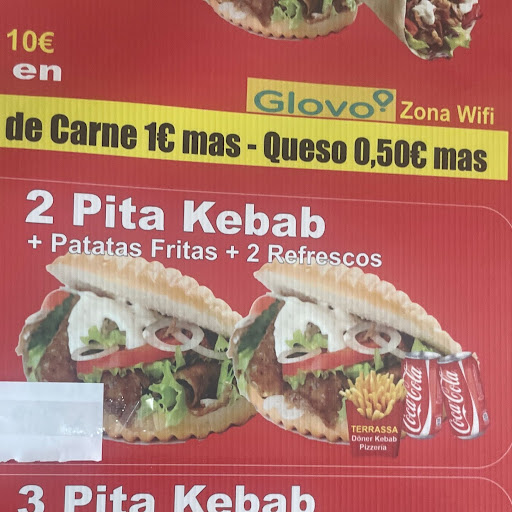 10€
en
Glovo
Zona Wifi
de Carne 1€ mas - Queso 0,50€ mas
2 Pita Kebab
+ Patatas Fritas + 2 Refrescos
Coca-Cola Coca-Cola
TERRASSA
Döner Kebab
Pizzería
3 Pita Kebab